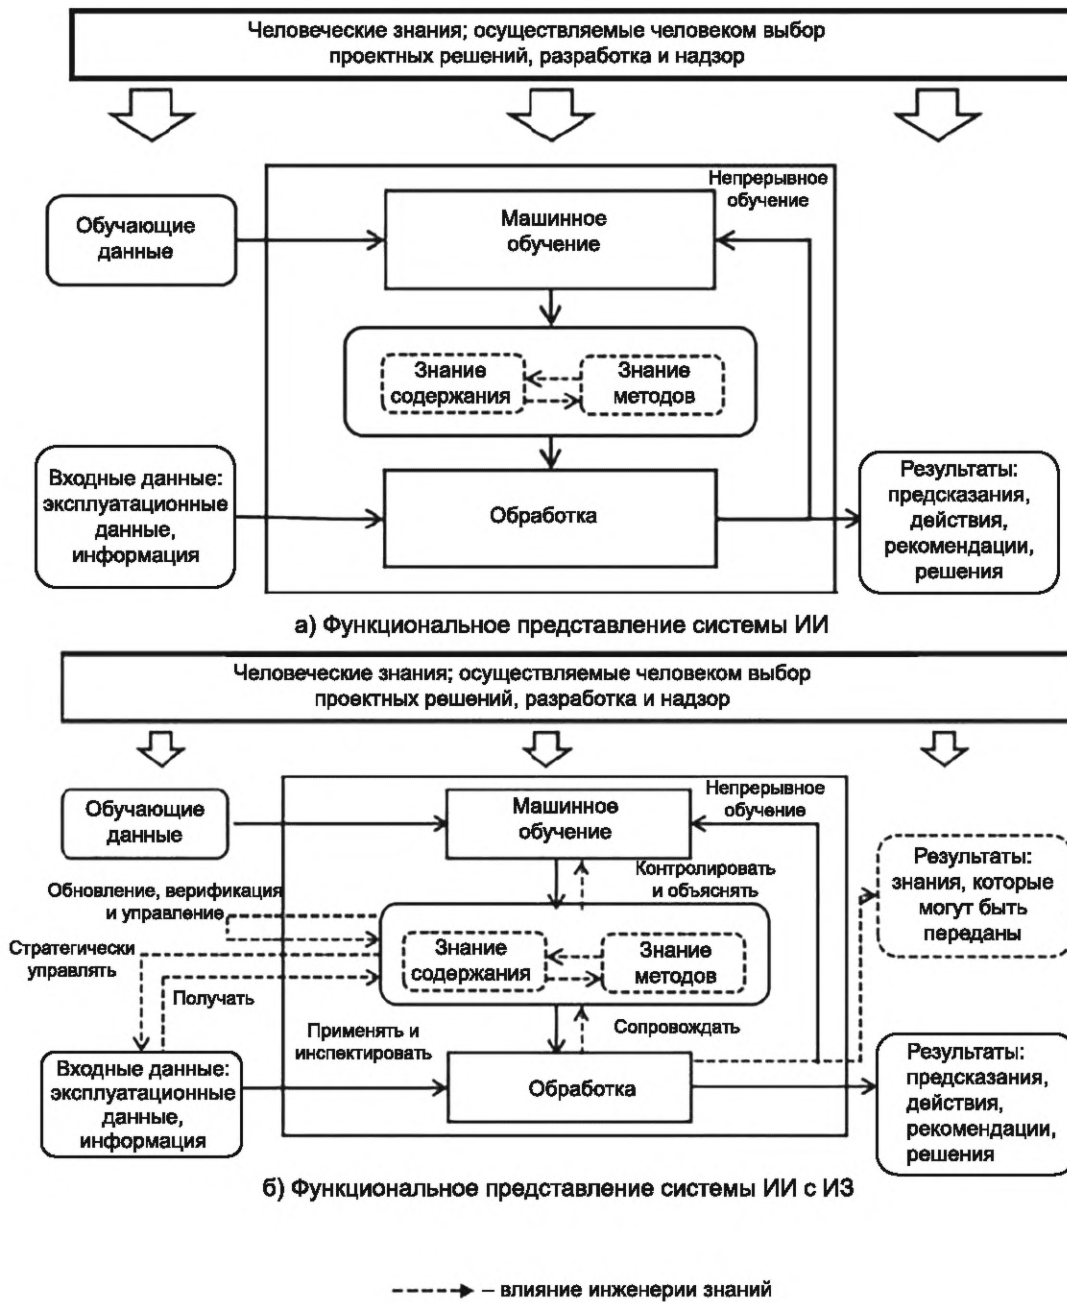 Человеческие знания; осуществляемые человеком выбор
проектных решений, разработка и надзор
Непрерывное
обучение
Обучающие
данные
Машинное
обучение
Знание
содержания
Знание
методов
Входные данные:
эксплуатационные
данные,
информация
Обработка
Результаты:
предсказания,
действия,
рекомендации,
решения
а) Функциональное представление системы ИИ
Человеческие знания; осуществляемые человеком выбор
проектных решений, разработка и надзор
Обучающие
данные
Машинное
обучение
Непрерывное
обучение
Контролировать
и объяснять
Результаты:
знания, которые
могут быть
переданы
Обновление, верификация
и управление
Стратегически
управлять
Получать
Знание
содержания
Знание
методов
Применять и
инспектировать
Сопровождать
Входные данные:
эксплуатационные
данные,
информация
Обработка
Результаты:
предсказания,
действия,
рекомендации,
решения
б) Функциональное представление системы ИИ с ИЗ
– влияние инженерии знаний